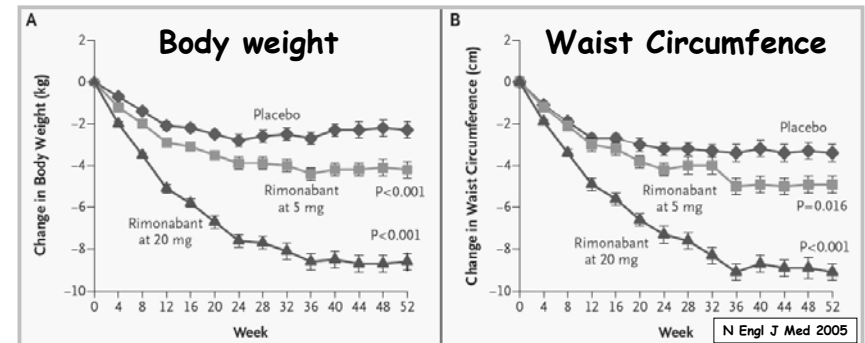 A
Body weight
Change in Body Weight (kg)
2
0
−2
−4
−6
−8
−10
Placebo
Rimonabant
at 5 mg
P<0.001
Rimonabant
at 20 mg
P<0.001
0 4 8 12 16 20 24 28 32 36 40 44 48 52
Week
B
Waist Circumfence
Change in Waist Circumference (cm)
2
0
−2
−4
−6
−8
−10
Placebo
Rimonabant
at 5 mg
P=0.016
Rimonabant
at 20 mg
P<0.001
0 4 8 12 16 20 24 28 32 36 40 44 48 52
Week
N Engl J Med 2005